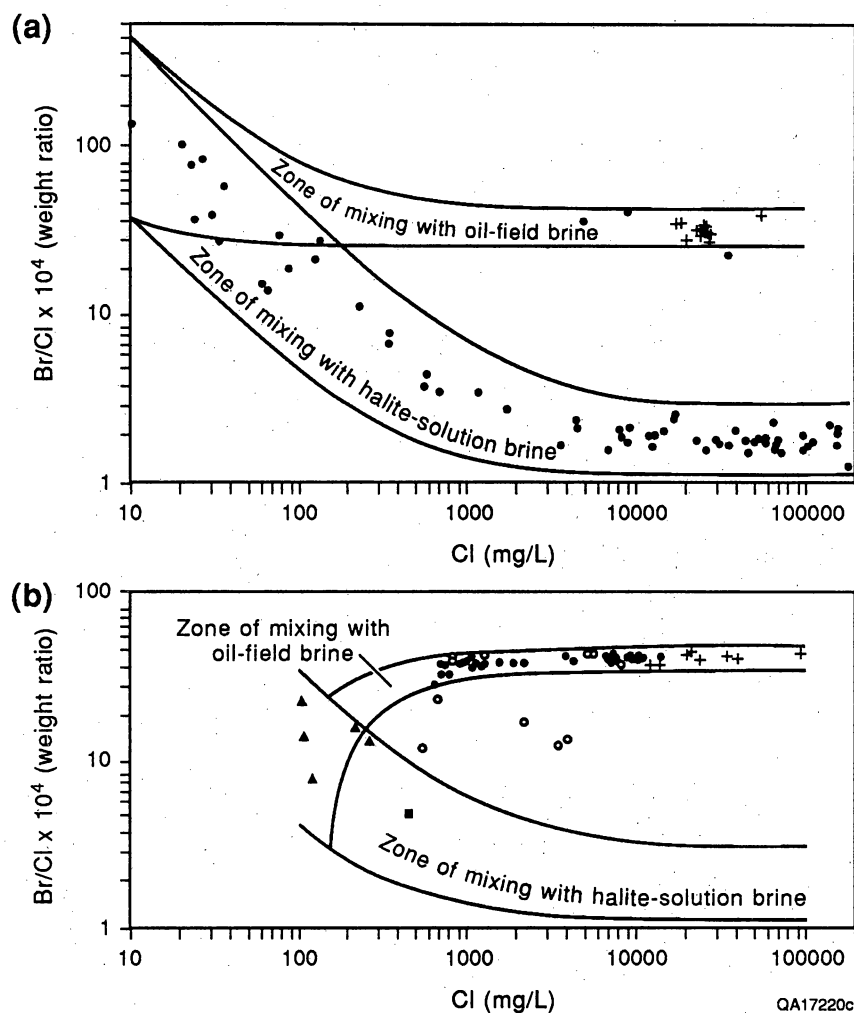 (a)
Br/Cl x 10⁴ (weight ratio)
100
10
1
Zone of mixing with oil-field brine
Zone of mixing with halite-solution brine
10
100
1000
10000
100000
Cl (mg/L)
(b)
Br/Cl x 10⁴ (weight ratio)
100
10
1
Zone of mixing with
oil-field brine
Zone of mixing with halite-solution brine
10
100
1000
10000
100000
Cl (mg/L)
QA17220c